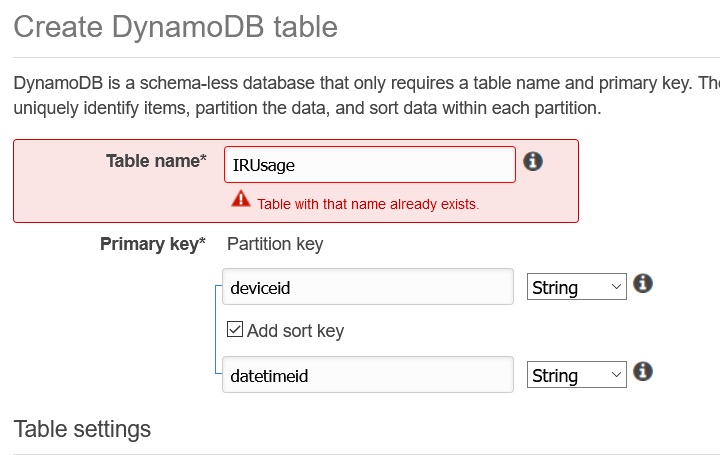 Create DynamoDB table
DynamoDB is a schema-less database that only requires a table name and primary key. The
uniquely identify items, partition the data, and sort data within each partition.
Table name* IRUsage
Table with that name already exists.
Primary key* Partition key
deviceid String
Add sort key
datetimeid String
Table settings